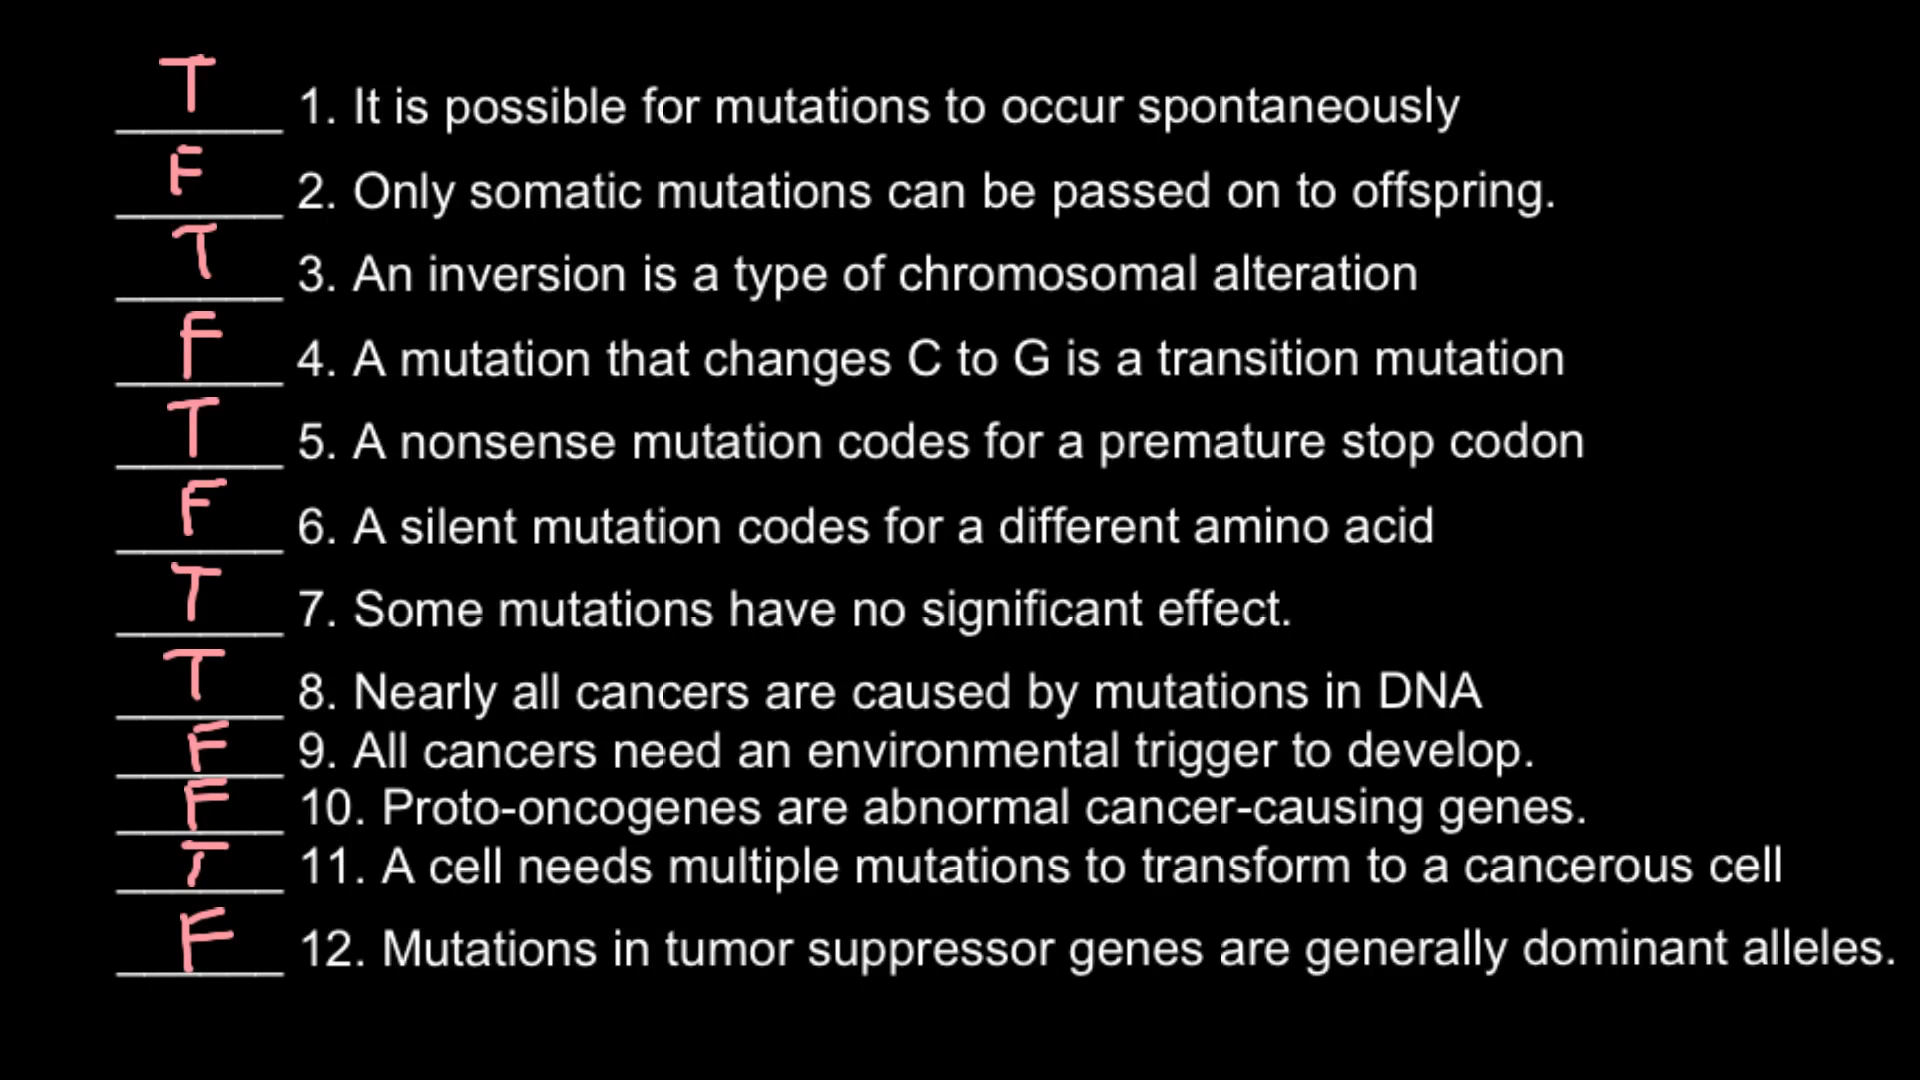 T 1. It is possible for mutations to occur spontaneously
F 2. Only somatic mutations can be passed on to offspring.
T 3. An inversion is a type of chromosomal alteration
F 4. A mutation that changes C to G is a transition mutation
T 5. A nonsense mutation codes for a premature stop codon
F 6. A silent mutation codes for a different amino acid
T 7. Some mutations have no significant effect.
T 8. Nearly all cancers are caused by mutations in DNA
F 9. All cancers need an environmental trigger to develop.
F 10. Proto-oncogenes are abnormal cancer-causing genes.
T 11. A cell needs multiple mutations to transform to a cancerous cell
F 12. Mutations in tumor suppressor genes are generally dominant alleles.